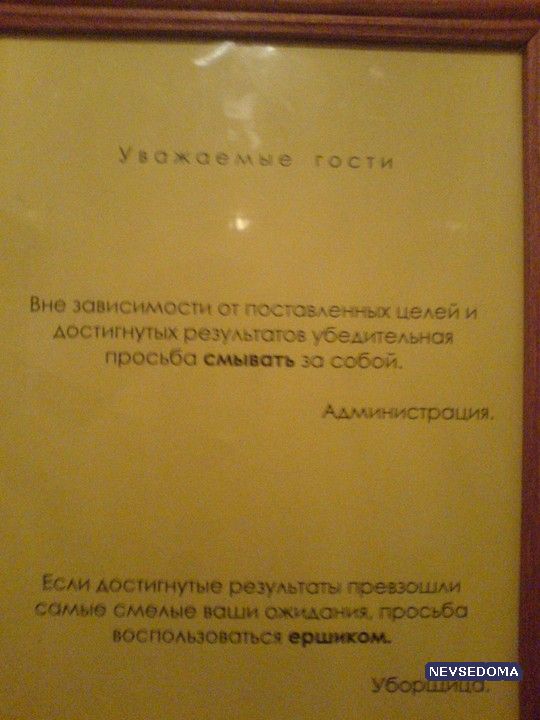 Уважаемые гости
Вне зависимости от поставленных целей и
достигнутых результатов убедительная
просьба смывать за собой.
Администрация.
Если достигнутые результаты превзошли
самые смелые ваши ожидания, просьба
воспользоваться ершиком.
NEVSEDOMA
Уборщица.